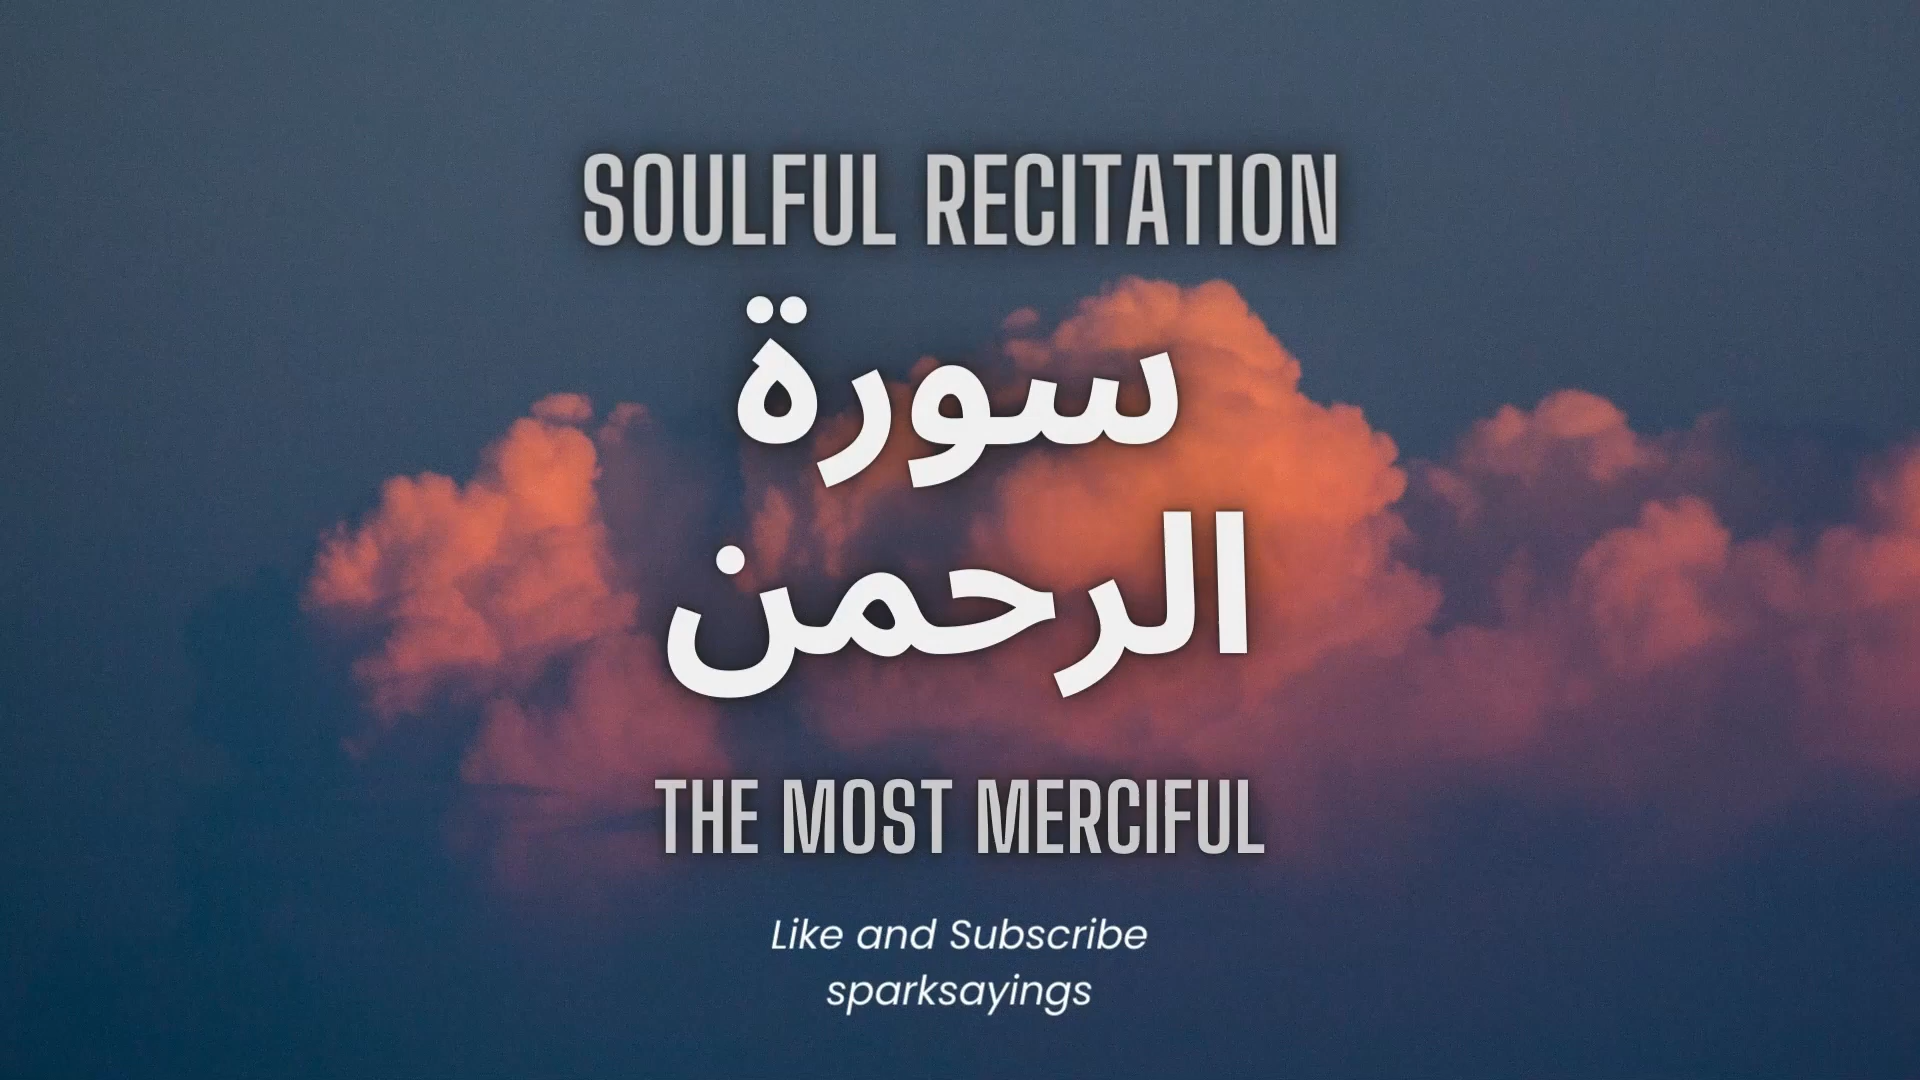 SOULFUL RECITATION
سورة
الرحمن
THE MOST MERCIFUL
Like and Subscribe
sparksayings